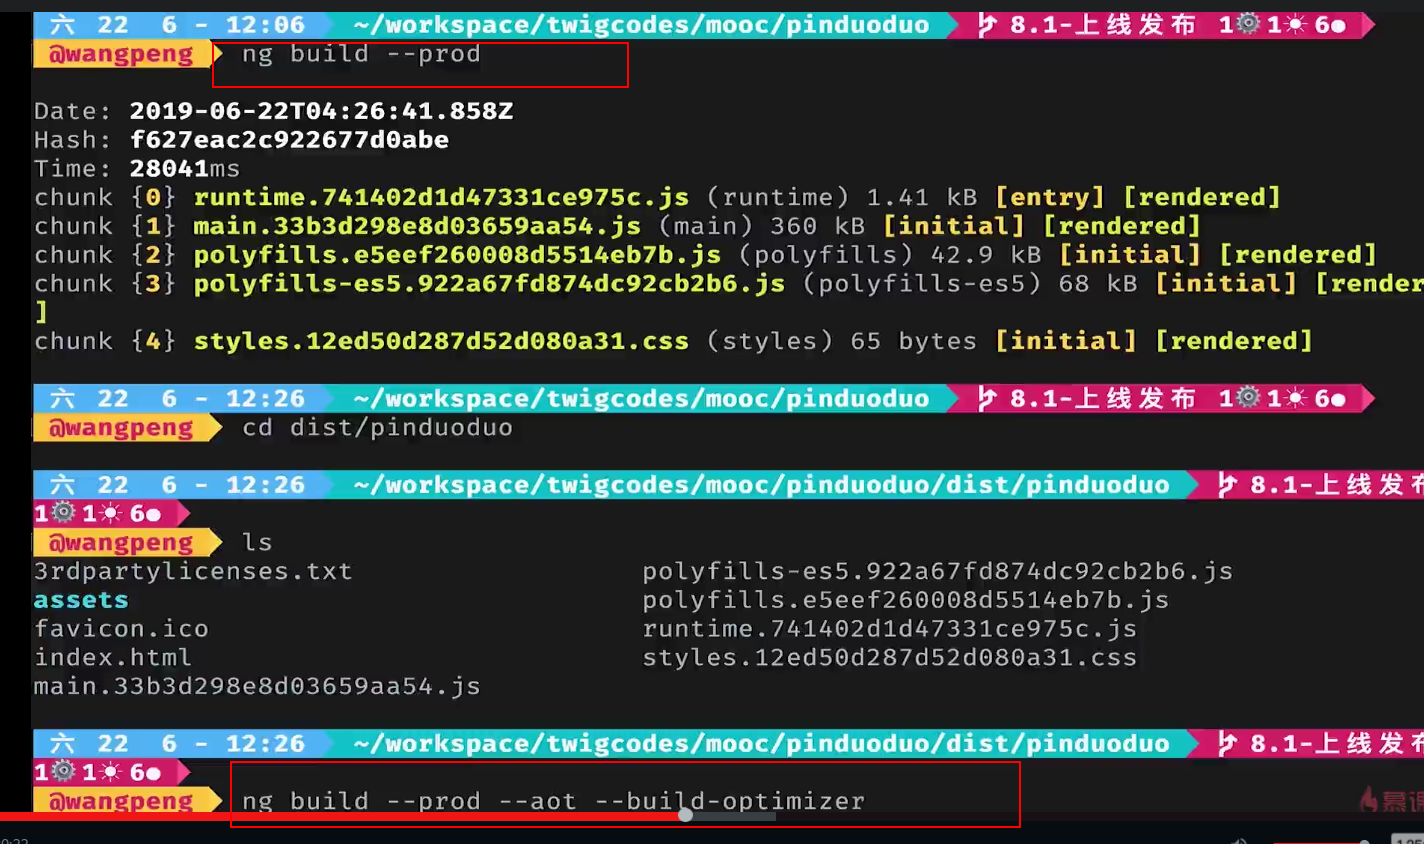 六 22 6 - 12:06 ~/workspace/twigcodes/mooc/pinduoduo 8.1-上线发布 1⚙1☀6●
@wangpeng ng build --prod
Date: 2019-06-22T04:26:41.858Z
Hash: f627eac2c922677d0abe
Time: 28041ms
chunk {0} runtime.741402d1d47331ce975c.js (runtime) 1.41 kB [entry] [rendered]
chunk {1} main.33b3d298e8d03659aa54.js (main) 360 kB [initial] [rendered]
chunk {2} polyfills.e5eef260008d5514eb7b.js (polyfills) 42.9 kB [initial] [rendered]
chunk {3} polyfills-es5.922a67fd874dc92cb2b6.js (polyfills-es5) 68 kB [initial] [render
]
chunk {4} styles.12ed50d287d52d080a31.css (styles) 65 bytes [initial] [rendered]
六 22 6 - 12:26 ~/workspace/twigcodes/mooc/pinduoduo 8.1-上线发布 1⚙1☀6●
@wangpeng cd dist/pinduoduo
六 22 6 - 12:26 ~/workspace/twigcodes/mooc/pinduoduo/dist/pinduoduo 8.1-上线发布
1⚙1☀6●
@wangpeng ls
3rdpartylicenses.txt polyfills-es5.922a67fd874dc92cb2b6.js
assets polyfills.e5eef260008d5514eb7b.js
favicon.ico runtime.741402d1d47331ce975c.js
index.html styles.12ed50d287d52d080a31.css
main.33b3d298e8d03659aa54.js
六 22 6 - 12:26 ~/workspace/twigcodes/mooc/pinduoduo/dist/pinduoduo 8.1-上线发布
1⚙1☀6●
@wangpeng ng build --prod --aot --build-optimizer
慕课